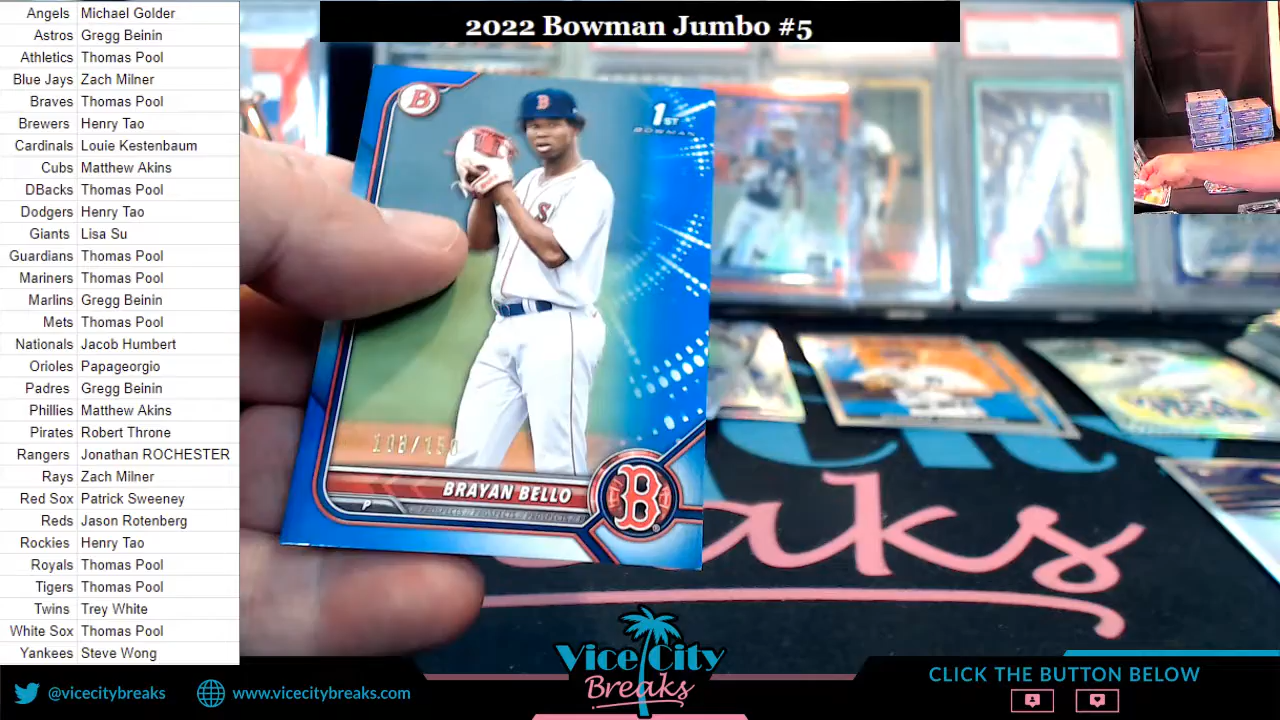 2022 Bowman Jumbo #5
Angels Michael Golder
Astros Gregg Beinin
Athletics Thomas Pool
Blue Jays Zach Milner
Braves Thomas Pool
Brewers Henry Tao
Cardinals Louie Kestenbaum
Cubs Matthew Akins
DBacks Thomas Pool
Dodgers Henry Tao
Giants Lisa Su
Guardians Thomas Pool
Mariners Thomas Pool
Marlins Gregg Beinin
Mets Thomas Pool
Nationals Jacob Humbert
Orioles Papageorgio
Padres Gregg Beinin
Phillies Matthew Akins
Pirates Robert Throne
Rangers Jonathan ROCHESTER
Rays Zach Milner
Red Sox Patrick Sweeney
Reds Jason Rotenberg
Rockies Henry Tao
Royals Thomas Pool
Tigers Thomas Pool
Twins Trey White
White Sox Thomas Pool
Yankees Steve Wong
B
B
1ST
BOWMAN
BRAYAN BELLO
P
B
Vice City
Breaks
@vicecitybreaks
www.vicecitybreaks.com
CLICK THE BUTTON BELOW